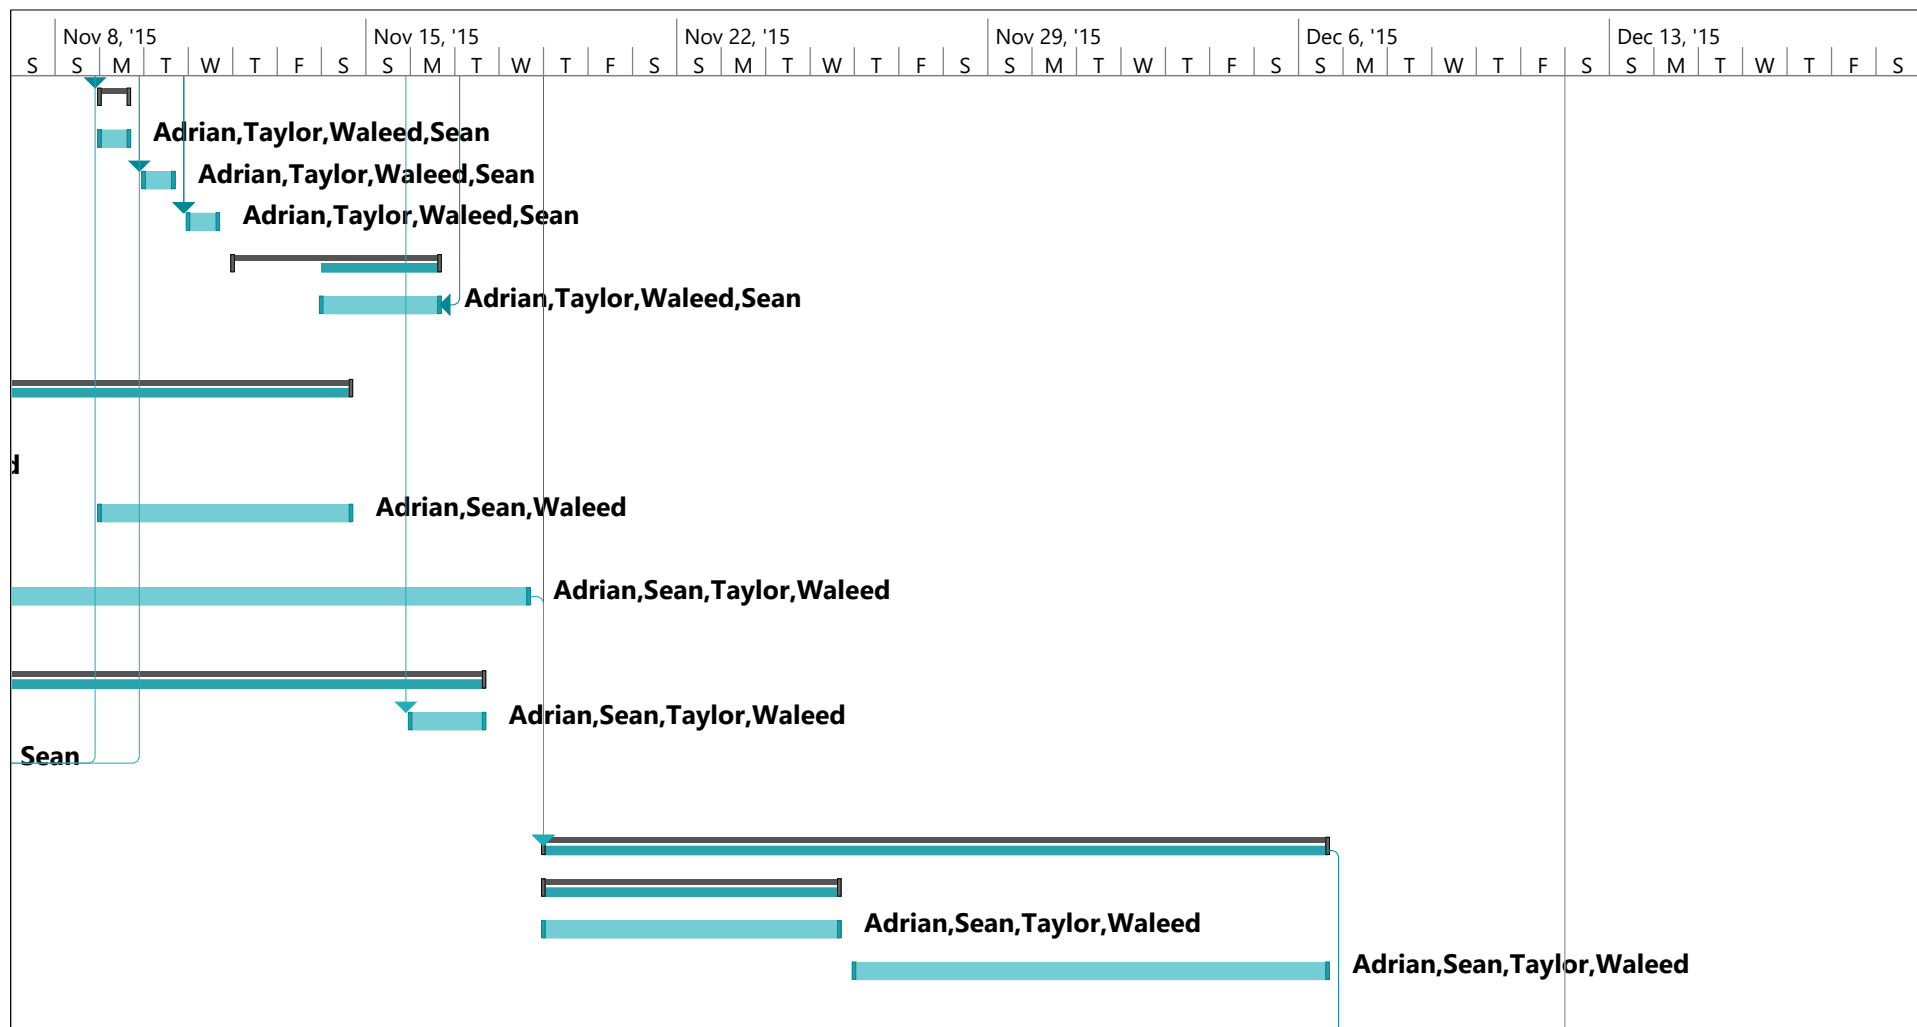 Nov 8, '15 Nov 15, '15 Nov 22, '15 Nov 29, '15 Dec 6, '15 Dec 13, '15
S S M T W T F S S M T W T F S S M T W T F S S M T W T F S S M T W T F S S M T W T F S
Adrian,Taylor,Waleed,Sean
Adrian,Taylor,Waleed,Sean
Adrian,Taylor,Waleed,Sean
Adrian,Taylor,Waleed,Sean
d
Adrian,Sean,Waleed
Adrian,Sean,Taylor,Waleed
Adrian,Sean,Taylor,Waleed
Sean
Adrian,Sean,Taylor,Waleed
Adrian,Sean,Taylor,Waleed